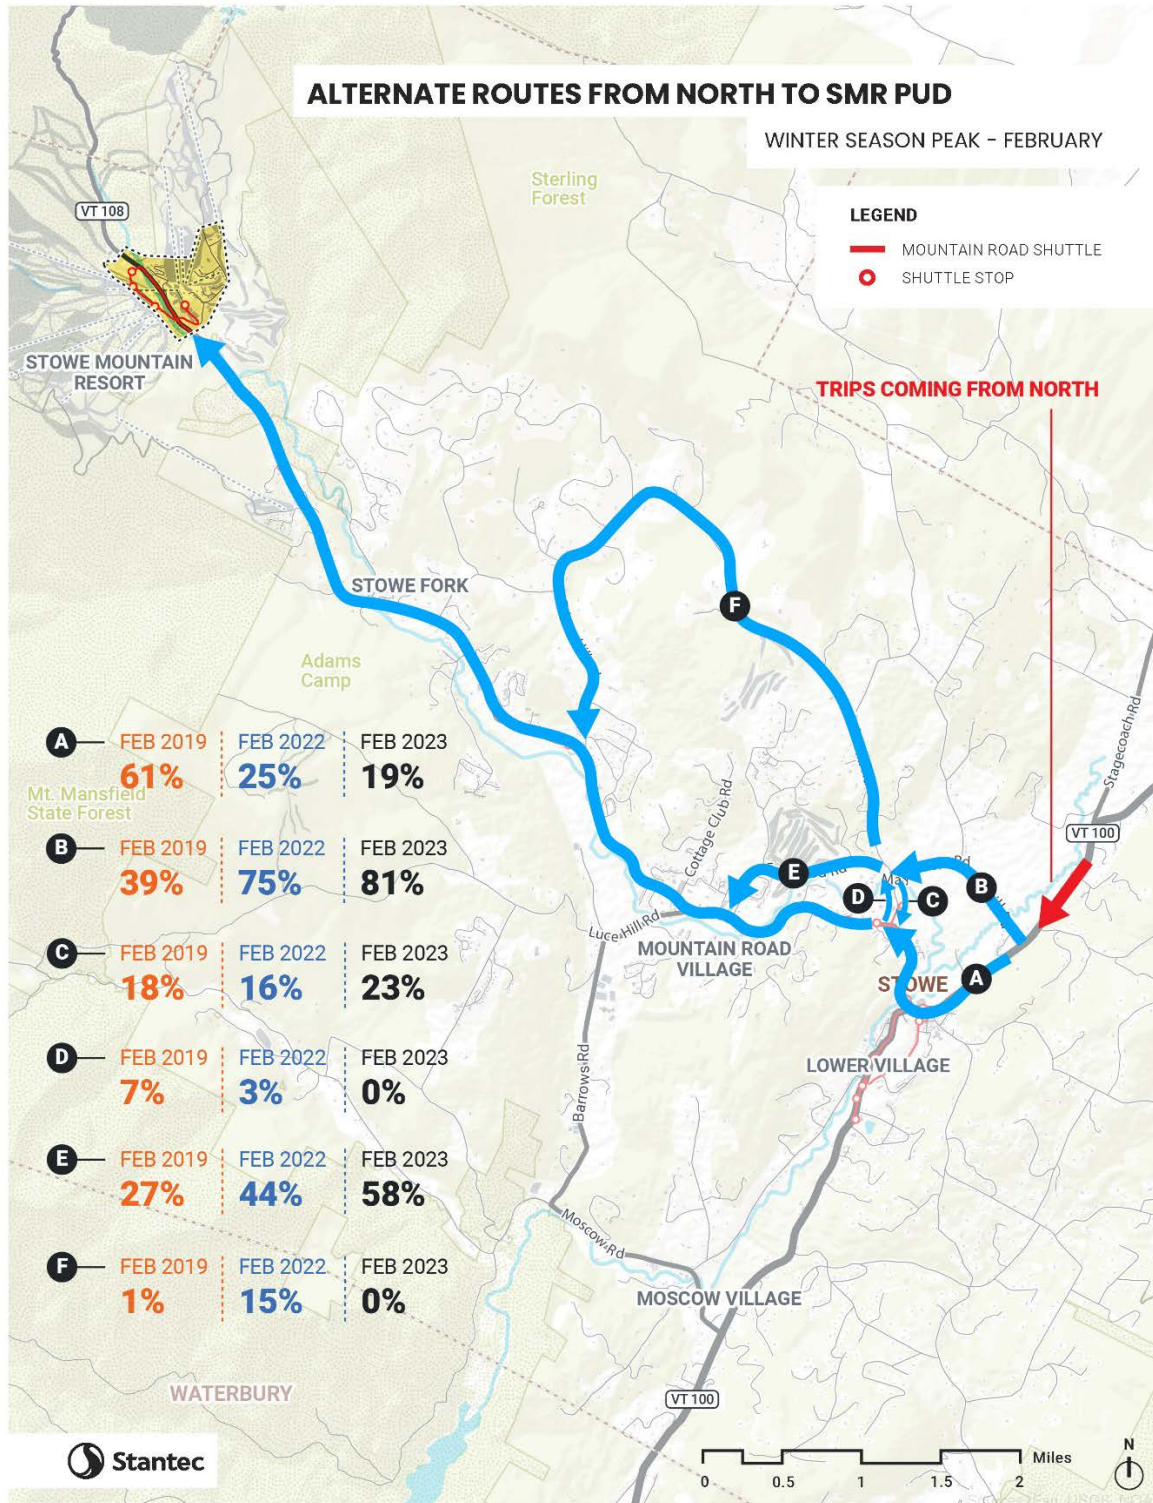 ALTERNATE ROUTES FROM NORTH TO SMR PUD
WINTER SEASON PEAK - FEBRUARY
LEGEND
MOUNTAIN ROAD SHUTTLE
SHUTTLE STOP
Sterling
Forest
VT 108
STOWE MOUNTAIN
RESORT
TRIPS COMING FROM NORTH
STOWE FORK
F
Adams
Camp
Stagecoach Rd
VT 100
Cottage Club Rd
E
Rd
May
Rd
B
D
C
Luce Hill Rd
MOUNTAIN ROAD
VILLAGE
STOWE
A
LOWER VILLAGE
Barrows Rd
Moscow Rd
MOSCOW VILLAGE
VT 100
Mt. Mansfield
State Forest
WATERBURY
A
FEB 2019 FEB 2022 FEB 2023
61% 25% 19%
B
FEB 2019 FEB 2022 FEB 2023
39% 75% 81%
C
FEB 2019 FEB 2022 FEB 2023
18% 16% 23%
D
FEB 2019 FEB 2022 FEB 2023
7% 3% 0%
E
FEB 2019 FEB 2022 FEB 2023
27% 44% 58%
F
FEB 2019 FEB 2022 FEB 2023
1% 15% 0%
Stantec
0 0.5 1 1.5 2
Miles
N